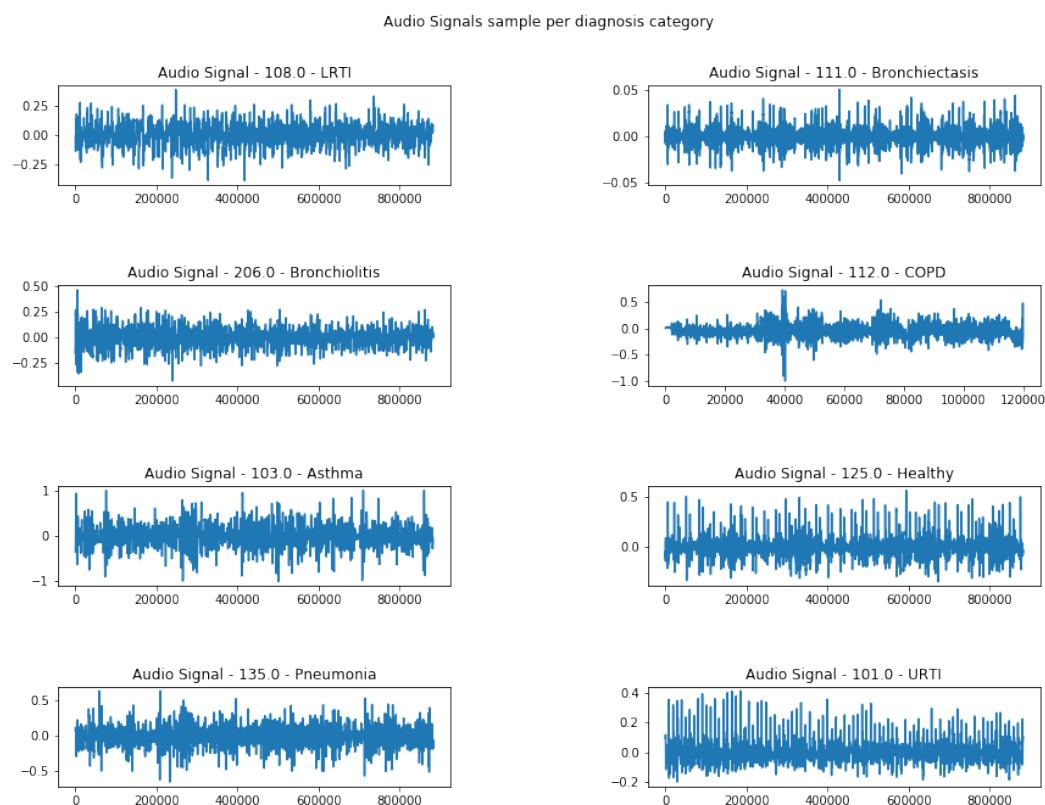 Audio Signals sample per diagnosis category
Audio Signal - 108.0 - LRTI
0.25
0.00
−0.25
0 200000 400000 600000 800000
Audio Signal - 111.0 - Bronchiectasis
0.05
0.00
−0.05
0 200000 400000 600000 800000
Audio Signal - 206.0 - Bronchiolitis
0.50
0.25
0.00
−0.25
0 200000 400000 600000 800000
Audio Signal - 112.0 - COPD
0.5
0.0
−0.5
−1.0
0 20000 40000 60000 80000 100000 120000
Audio Signal - 103.0 - Asthma
1
0
−1
0 200000 400000 600000 800000
Audio Signal - 125.0 - Healthy
0.5
0.0
0 200000 400000 600000 800000
Audio Signal - 135.0 - Pneumonia
0.5
0.0
−0.5
0 200000 400000 600000 800000
Audio Signal - 101.0 - URTI
0.4
0.2
0.0
−0.2
0 200000 400000 600000 800000